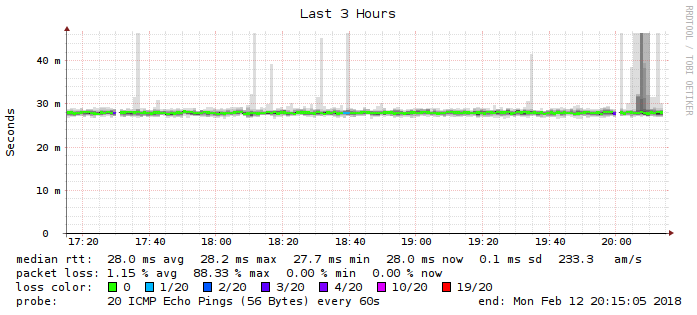 Last 3 Hours
RRDTOOL / TOBI OETIKER
Seconds
40 m
30 m
20 m
10 m
0
17:20 17:40 18:00 18:20 18:40 19:00 19:20 19:40 20:00
median rtt: 28.0 ms avg 28.2 ms max 27.7 ms min 28.0 ms now 0.1 ms sd 233.3 am/s
packet loss: 1.15 % avg 88.33 % max 0.00 % min 0.00 % now
loss color: 0 1/20 2/20 3/20 4/20 10/20 19/20
probe: 20 ICMP Echo Pings (56 Bytes) every 60s end: Mon Feb 12 20:15:05 2018